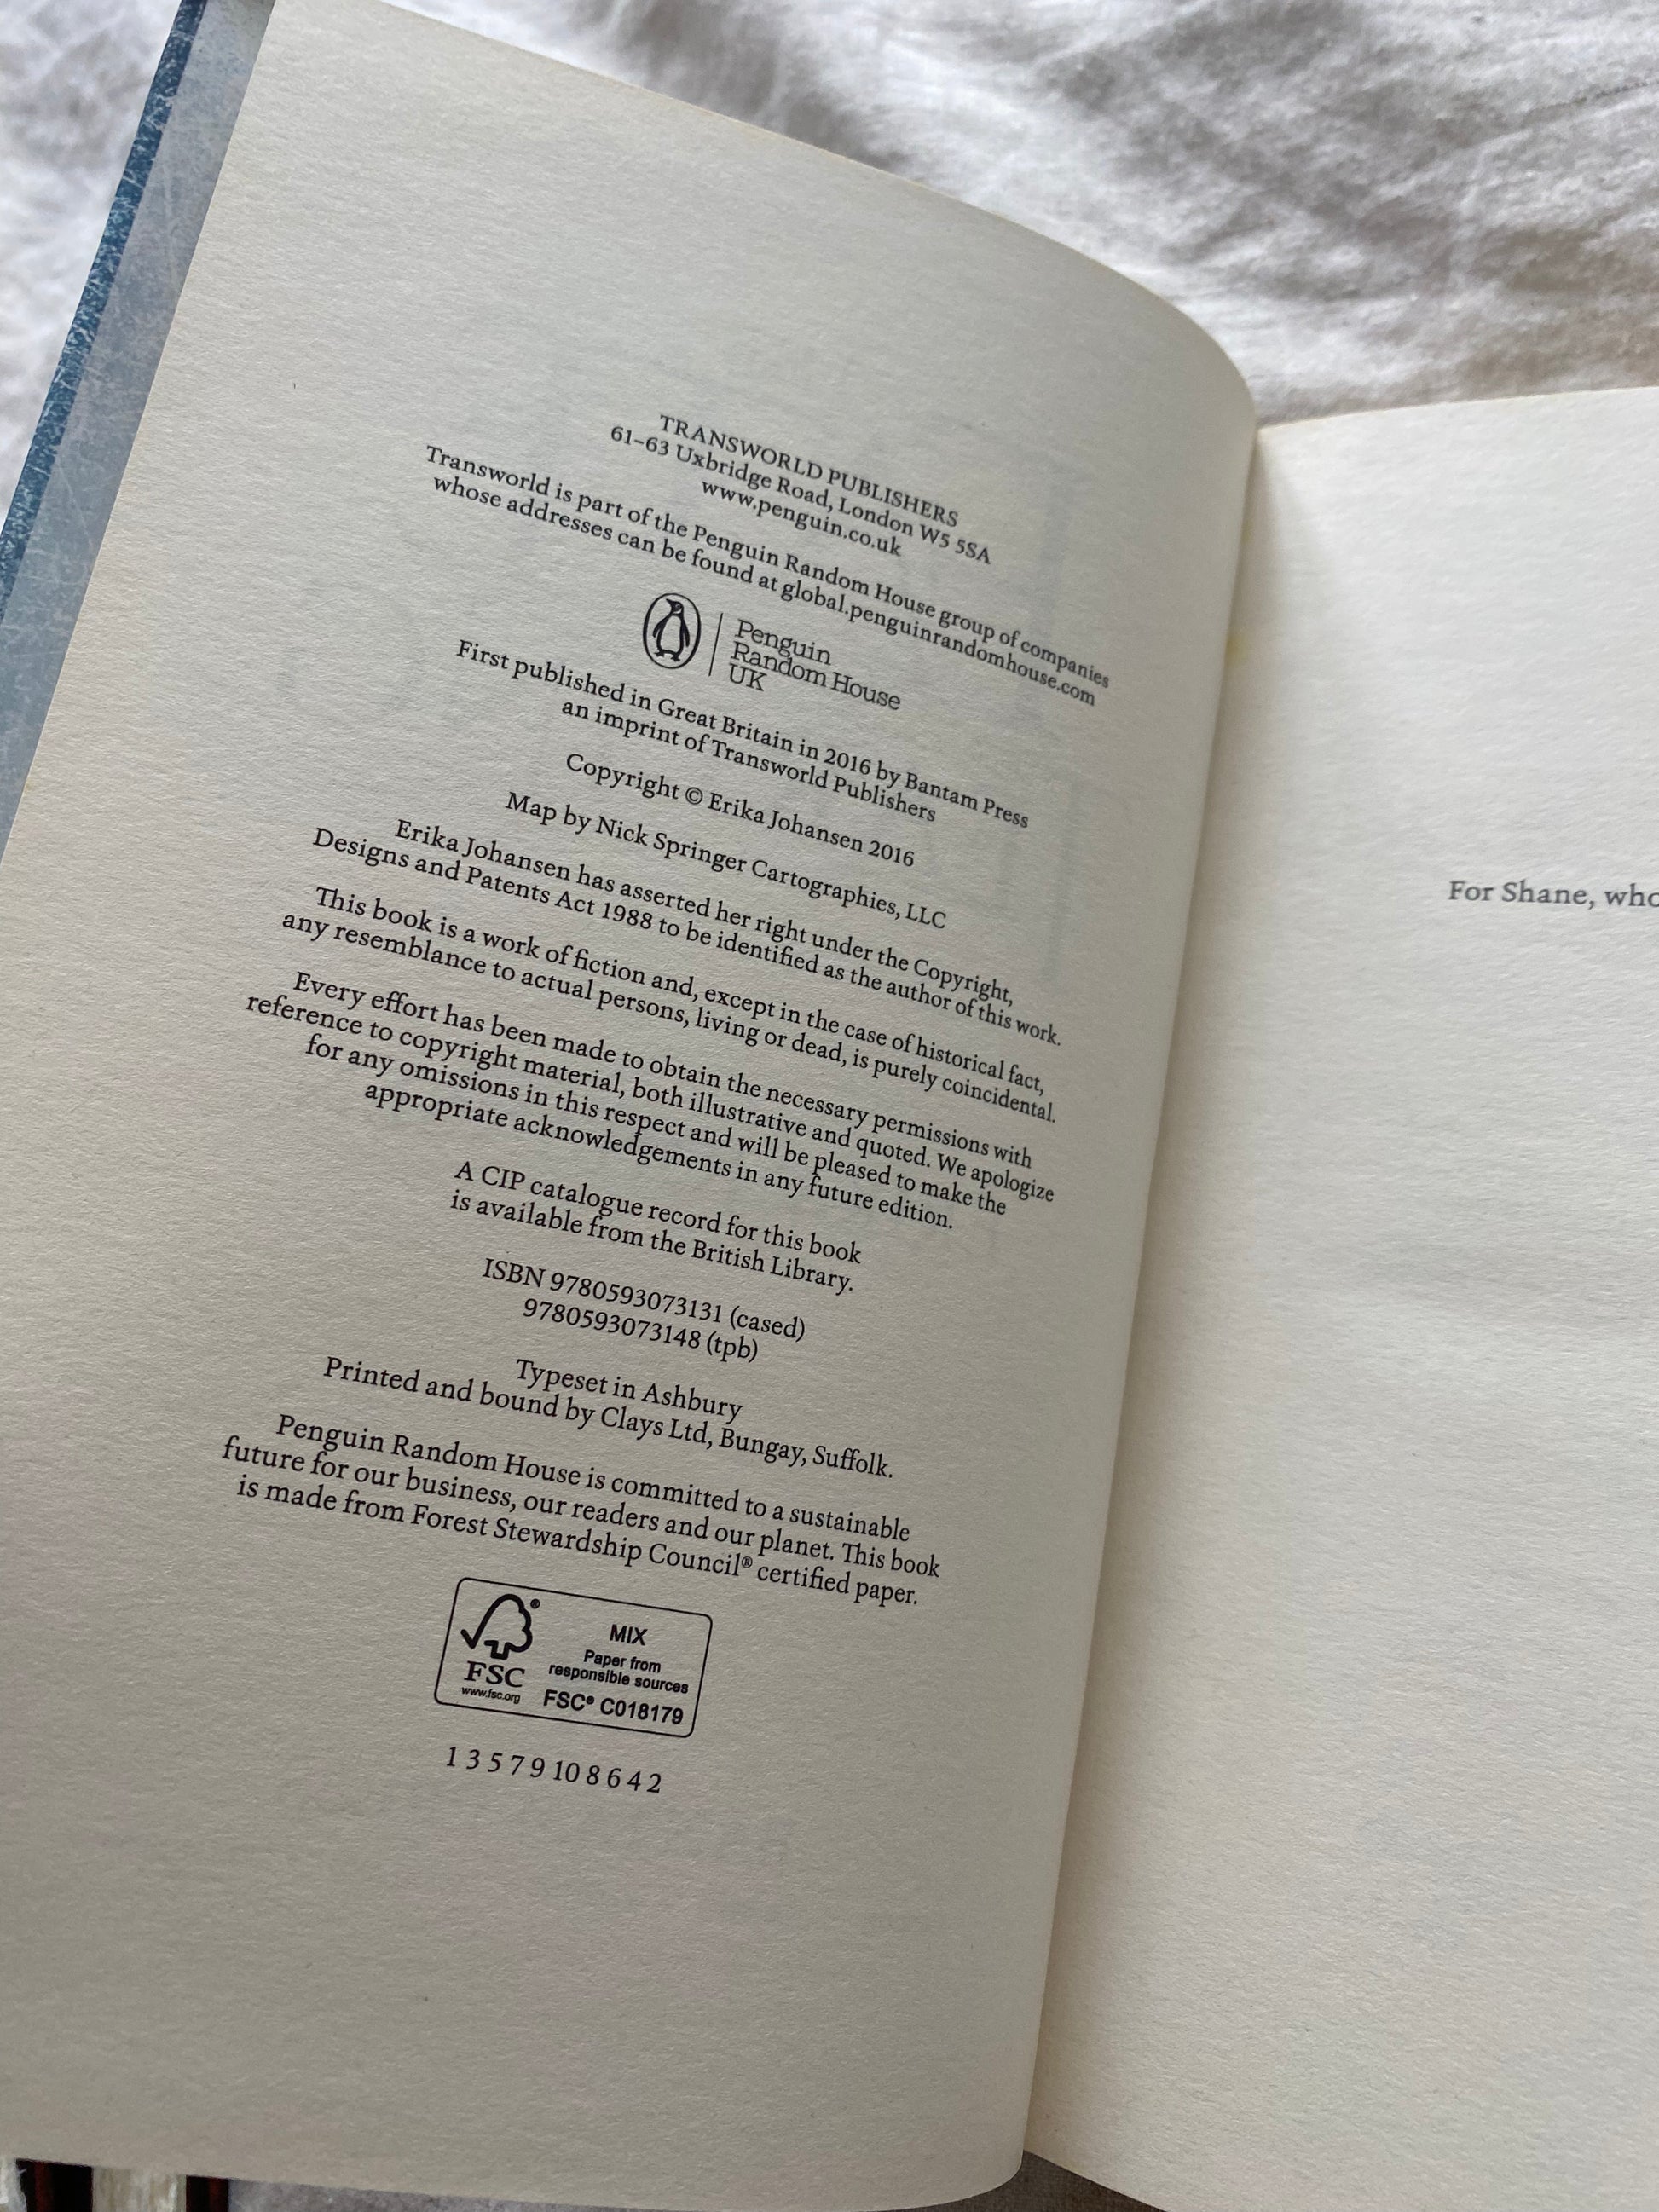 TRANSWORLD PUBLISHERS
61–63 Uxbridge Road, London W5 5SA
www.penguin.co.uk
Transworld is part of the Penguin Random House group of companies
whose addresses can be found at global.penguinrandomhouse.com
Penguin
Random House
UK
First published in Great Britain in 2016 by Bantam Press
an imprint of Transworld Publishers
Copyright © Erika Johansen 2016
Map by Nick Springer Cartographies, LLC
Erika Johansen has asserted her right under the Copyright,
Designs and Patents Act 1988 to be identified as the author of this work.
This book is a work of fiction and, except in the case of historical fact,
any resemblance to actual persons, living or dead, is purely coincidental.
Every effort has been made to obtain the necessary permissions with
reference to copyright material, both illustrative and quoted. We apologize
for any omissions in this respect and will be pleased to make the
appropriate acknowledgements in any future edition.
A CIP catalogue record for this book
is available from the British Library.
ISBN 9780593073131 (cased)
9780593073148 (tpb)
Typeset in Ashbury
Printed and bound by Clays Ltd, Bungay, Suffolk.
Penguin Random House is committed to a sustainable
future for our business, our readers and our planet. This book
is made from Forest Stewardship Council® certified paper.
FSC
www.fsc.org
MIX
Paper from
responsible sources
FSC® C018179
1 3 5 7 9 10 8 6 4 2
For Shane, who